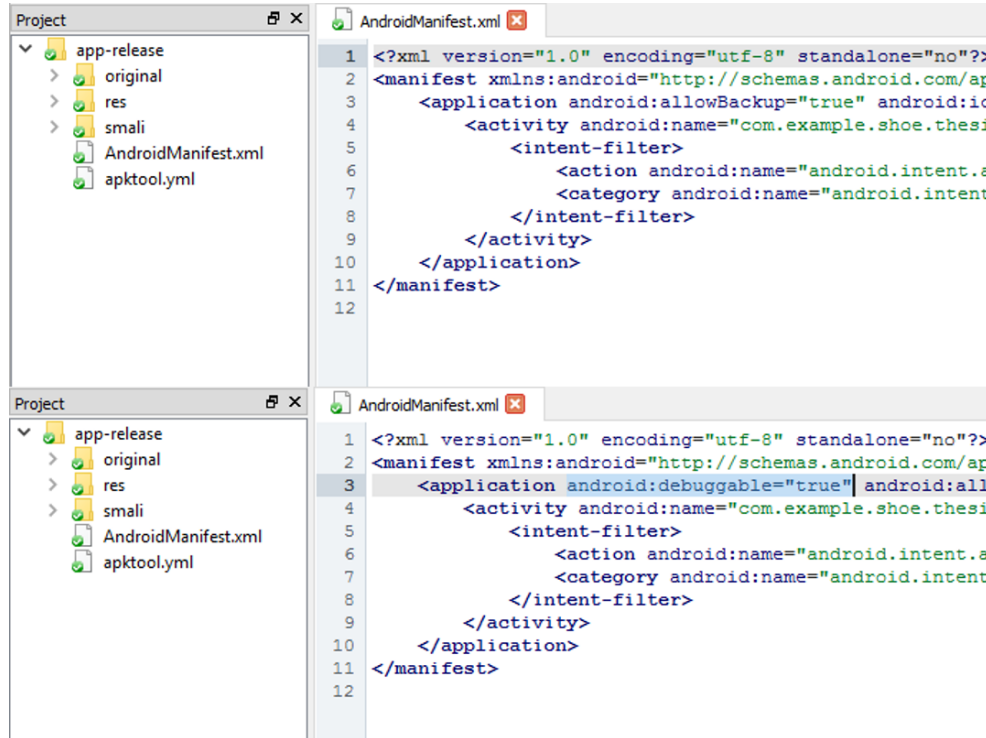 Project
app-release
original
res
smali
AndroidManifest.xml
apktool.yml
AndroidManifest.xml
1 <?xml version="1.0" encoding="utf-8" standalone="no"?>
2 <manifest xmlns:android="http://schemas.android.com/ap
3 <application android:allowBackup="true" android:ic
4 <activity android:name="com.example.shoe.thesi
5 <intent-filter>
6 <action android:name="android.intent.a
7 <category android:name="android.intent
8 </intent-filter>
9 </activity>
10 </application>
11 </manifest>
12
Project
app-release
original
res
smali
AndroidManifest.xml
apktool.yml
AndroidManifest.xml
1 <?xml version="1.0" encoding="utf-8" standalone="no"?>
2 <manifest xmlns:android="http://schemas.android.com/ap
3 <application android:debuggable="true" android:all
4 <activity android:name="com.example.shoe.thesi
5 <intent-filter>
6 <action android:name="android.intent.a
7 <category android:name="android.intent
8 </intent-filter>
9 </activity>
10 </application>
11 </manifest>
12